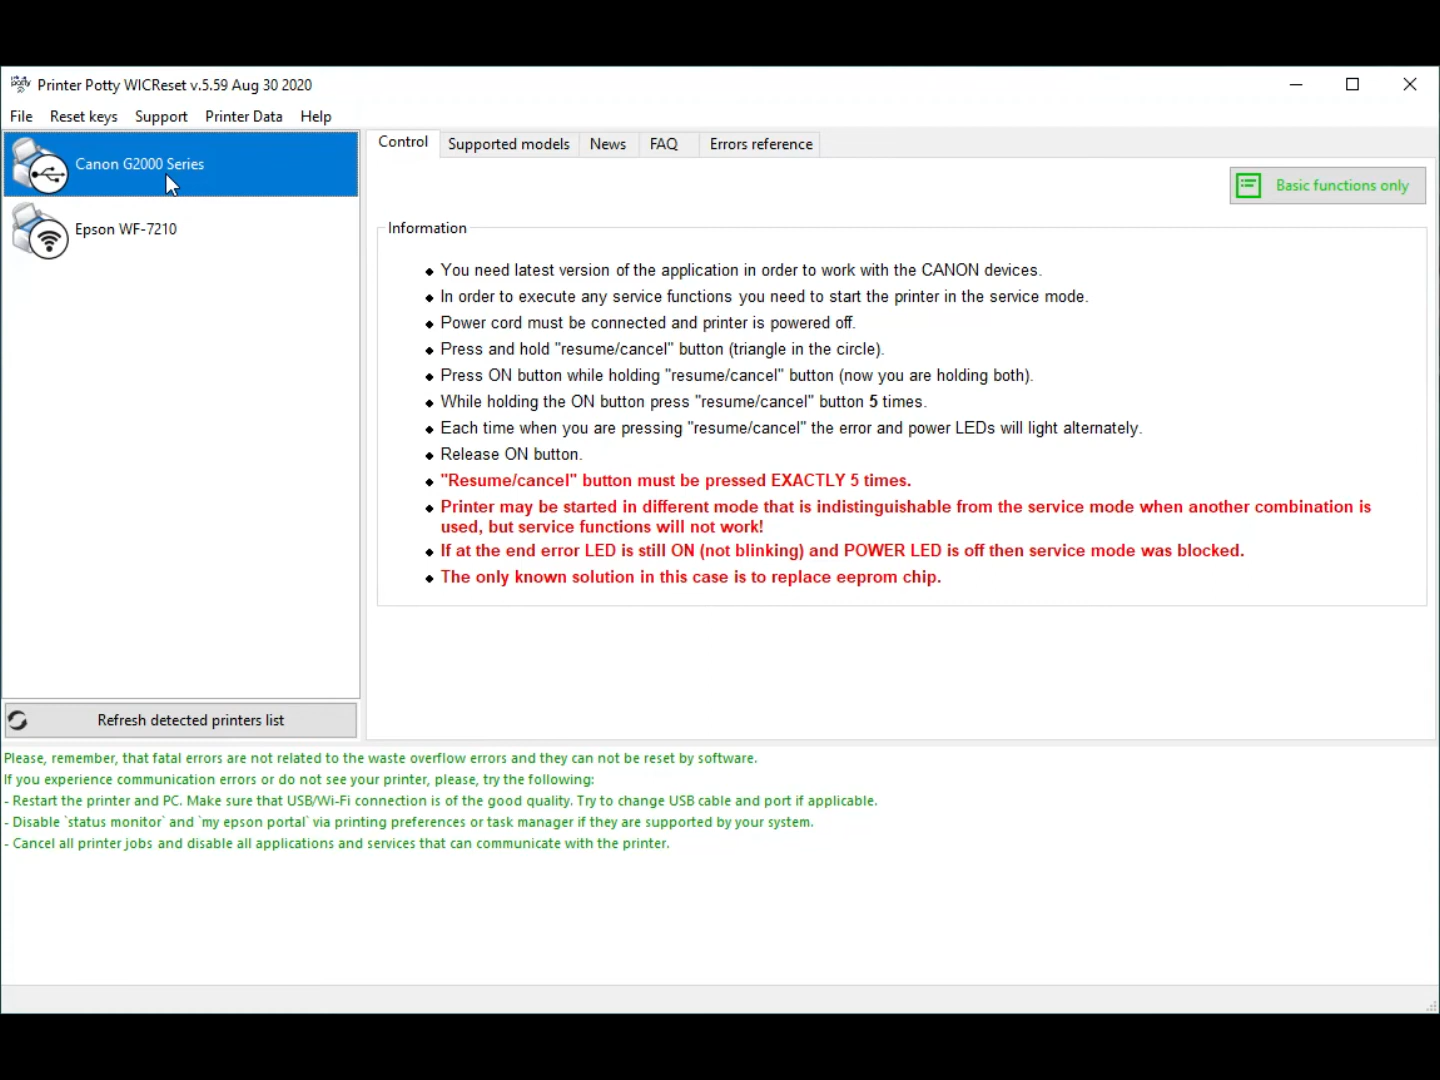 Printer Potty WICReset v.5.59 Aug 30 2020
File Reset keys Support Printer Data Help
Canon G2000 Series
Epson WF-7210
Refresh detected printers list
Control Supported models News FAQ Errors reference
Basic functions only
Information
You need latest version of the application in order to work with the CANON devices.
In order to execute any service functions you need to start the printer in the service mode.
Power cord must be connected and printer is powered off.
Press and hold "resume/cancel" button (triangle in the circle).
Press ON button while holding "resume/cancel" button (now you are holding both).
While holding the ON button press "resume/cancel" button 5 times.
Each time when you are pressing "resume/cancel" the error and power LEDs will light alternately.
Release ON button.
"Resume/cancel" button must be pressed EXACTLY 5 times.
Printer may be started in different mode that is indistinguishable from the service mode when another combination is
used, but service functions will not work!
If at the end error LED is still ON (not blinking) and POWER LED is off then service mode was blocked.
The only known solution in this case is to replace eeprom chip.
Please, remember, that fatal errors are not related to the waste overflow errors and they can not be reset by software.
If you experience communication errors or do not see your printer, please, try the following:
- Restart the printer and PC. Make sure that USB/Wi-Fi connection is of the good quality. Try to change USB cable and port if applicable.
- Disable `status monitor` and `my epson portal` via printing preferences or task manager if they are supported by your system.
- Cancel all printer jobs and disable all applications and services that can communicate with the printer.